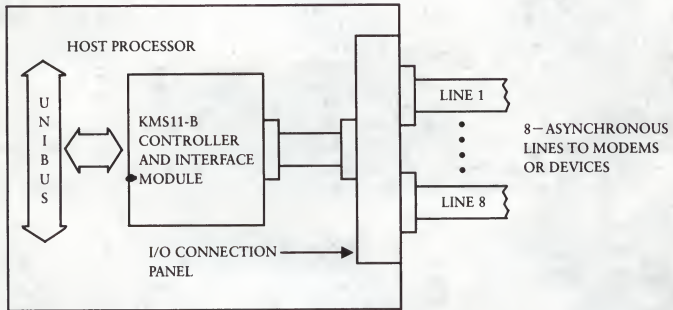 HOST PROCESSOR
UNIBUS
KMS11-B
CONTROLLER
AND INTERFACE
MODULE
LINE 1
8—ASYNCHRONOUS
LINES TO MODEMS
OR DEVICES
LINE 8
I/O CONNECTION
PANEL